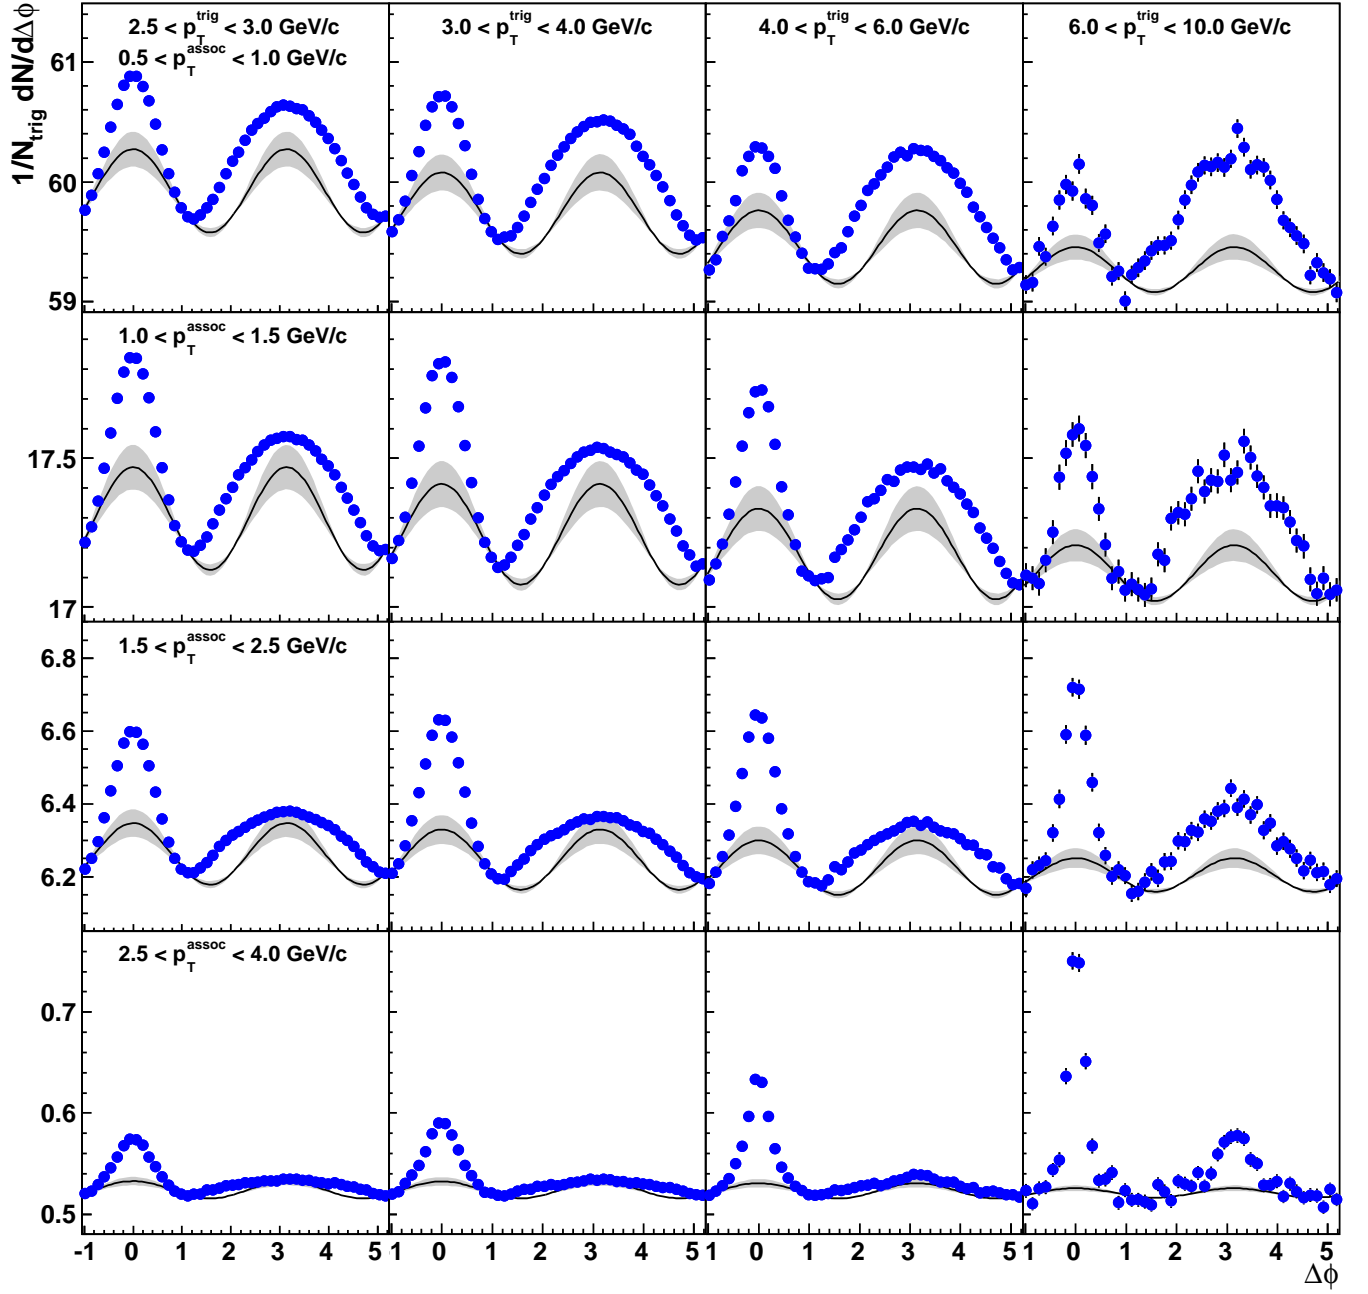 2.5 < p_T^trig < 3.0 GeV/c
3.0 < p_T^trig < 4.0 GeV/c
4.0 < p_T^trig < 6.0 GeV/c
6.0 < p_T^trig < 10.0 GeV/c
0.5 < p_T^assoc < 1.0 GeV/c
1/N_trig dN/dΔϕ
61
60
59
1.0 < p_T^assoc < 1.5 GeV/c
17.5
17
1.5 < p_T^assoc < 2.5 GeV/c
6.8
6.6
6.4
6.2
2.5 < p_T^assoc < 4.0 GeV/c
0.7
0.6
0.5
-1 0 1 2 3 4 5 1 0 1 2 3 4 5 1 0 1 2 3 4 5 1 0 1 2 3 4 5
Δϕ